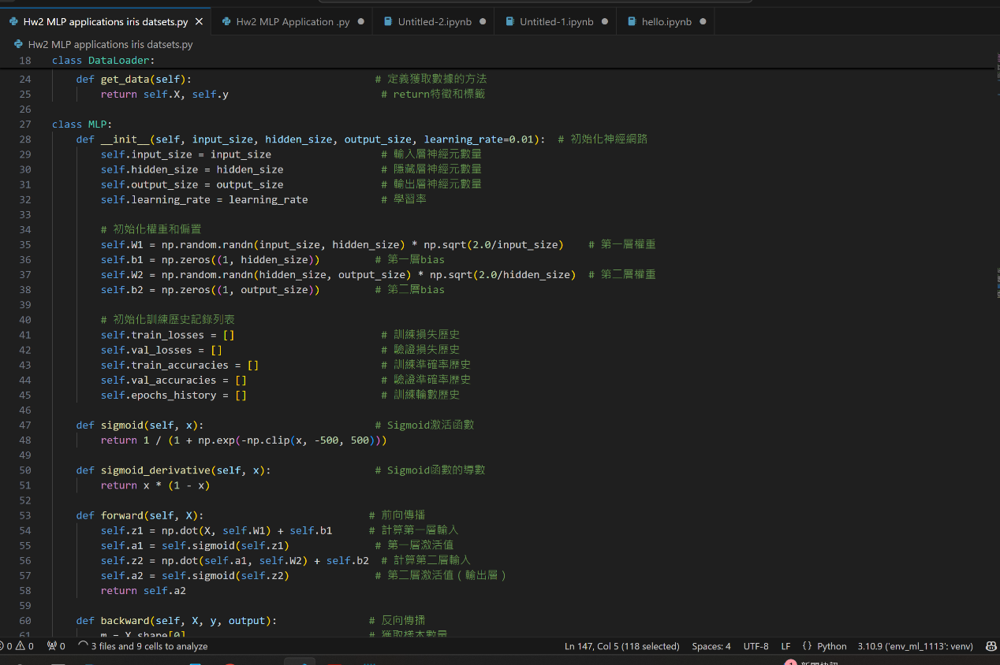 Hw2 MLP applications iris datsets.py
Hw2 MLP Application .py
Untitled-2.ipynb
Untitled-1.ipynb
hello.ipynb
Hw2 MLP applications iris datsets.py
18 class DataLoader:
24 def get_data(self): # 定義獲取數據的方法
25 return self.X, self.y # return特徵和標籤
26
27 class MLP:
28 def __init__(self, input_size, hidden_size, output_size, learning_rate=0.01): # 初始化神經網路
29 self.input_size = input_size # 輸入層神經元數量
30 self.hidden_size = hidden_size # 隱藏層神經元數量
31 self.output_size = output_size # 輸出層神經元數量
32 self.learning_rate = learning_rate # 學習率
33
34 # 初始化權重和偏置
35 self.W1 = np.random.randn(input_size, hidden_size) * np.sqrt(2.0/input_size) # 第一層權重
36 self.b1 = np.zeros((1, hidden_size)) # 第一層bias
37 self.W2 = np.random.randn(hidden_size, output_size) * np.sqrt(2.0/hidden_size) # 第二層權重
38 self.b2 = np.zeros((1, output_size)) # 第二層bias
39
40 # 初始化訓練歷史記錄列表
41 self.train_losses = [] # 訓練損失歷史
42 self.val_losses = [] # 驗證損失歷史
43 self.train_accuracies = [] # 訓練準確率歷史
44 self.val_accuracies = [] # 驗證準確率歷史
45 self.epochs_history = [] # 訓練輪數歷史
46
47 def sigmoid(self, x): # Sigmoid激活函數
48 return 1 / (1 + np.exp(-np.clip(x, -500, 500)))
49
50 def sigmoid_derivative(self, x): # Sigmoid函數的導數
51 return x * (1 - x)
52
53 def forward(self, X): # 前向傳播
54 self.z1 = np.dot(X, self.W1) + self.b1 # 計算第一層輸入
55 self.a1 = self.sigmoid(self.z1) # 第一層激活值
56 self.z2 = np.dot(self.a1, self.W2) + self.b2 # 計算第二層輸入
57 self.a2 = self.sigmoid(self.z2) # 第二層激活值（輸出層）
58 return self.a2
59
60 def backward(self, X, y, output): # 反向傳播
61 m = X.shape[0] # 獲取樣本數量
0 0 0 3 files and 9 cells to analyze Ln 147, Col 5 (118 selected) Spaces: 4 UTF-8 LF {} Python 3.10.9 ('env_ml_1113': venv)